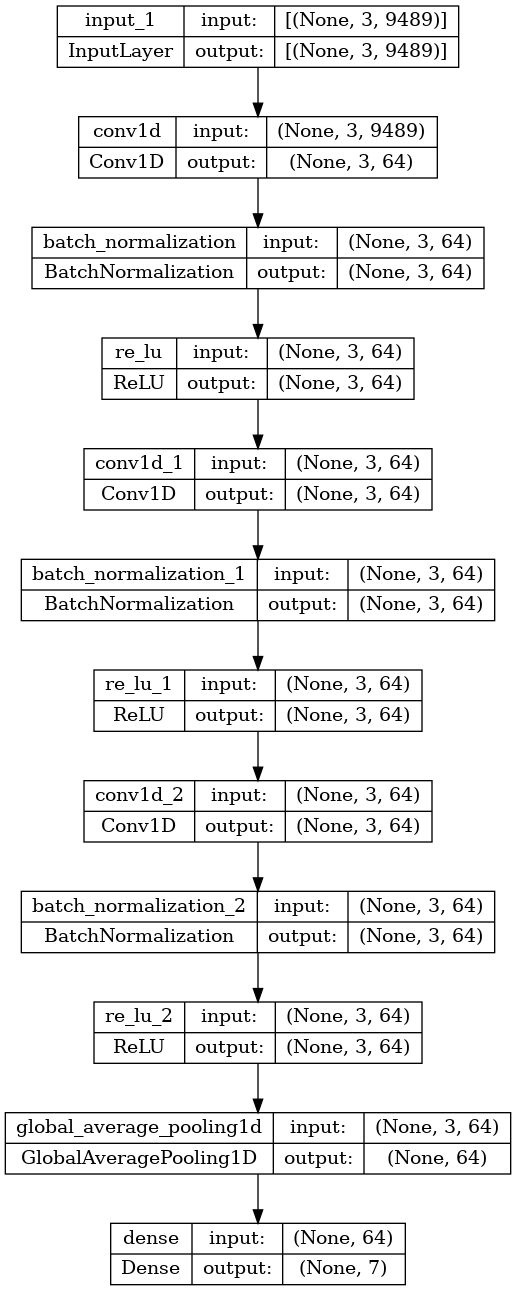 input_1 input: [(None, 3, 9489)]
InputLayer output: [(None, 3, 9489)]
conv1d input: (None, 3, 9489)
Conv1D output: (None, 3, 64)
batch_normalization input: (None, 3, 64)
BatchNormalization output: (None, 3, 64)
re_lu input: (None, 3, 64)
ReLU output: (None, 3, 64)
conv1d_1 input: (None, 3, 64)
Conv1D output: (None, 3, 64)
batch_normalization_1 input: (None, 3, 64)
BatchNormalization output: (None, 3, 64)
re_lu_1 input: (None, 3, 64)
ReLU output: (None, 3, 64)
conv1d_2 input: (None, 3, 64)
Conv1D output: (None, 3, 64)
batch_normalization_2 input: (None, 3, 64)
BatchNormalization output: (None, 3, 64)
re_lu_2 input: (None, 3, 64)
ReLU output: (None, 3, 64)
global_average_pooling1d input: (None, 3, 64)
GlobalAveragePooling1D output: (None, 64)
dense input: (None, 64)
Dense output: (None, 7)